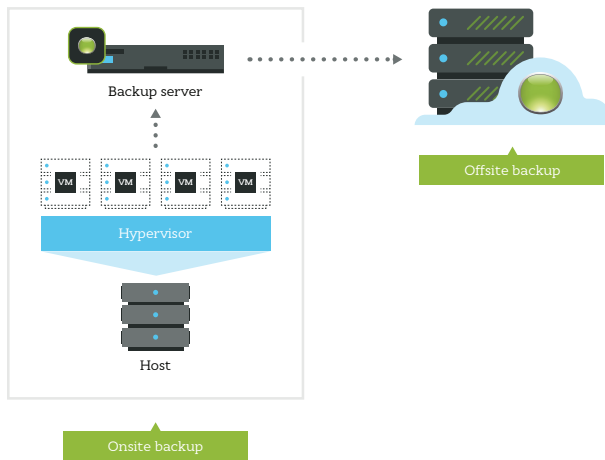 Backup server
VM VM VM VM
Hypervisor
Host
Onsite backup
Offsite backup